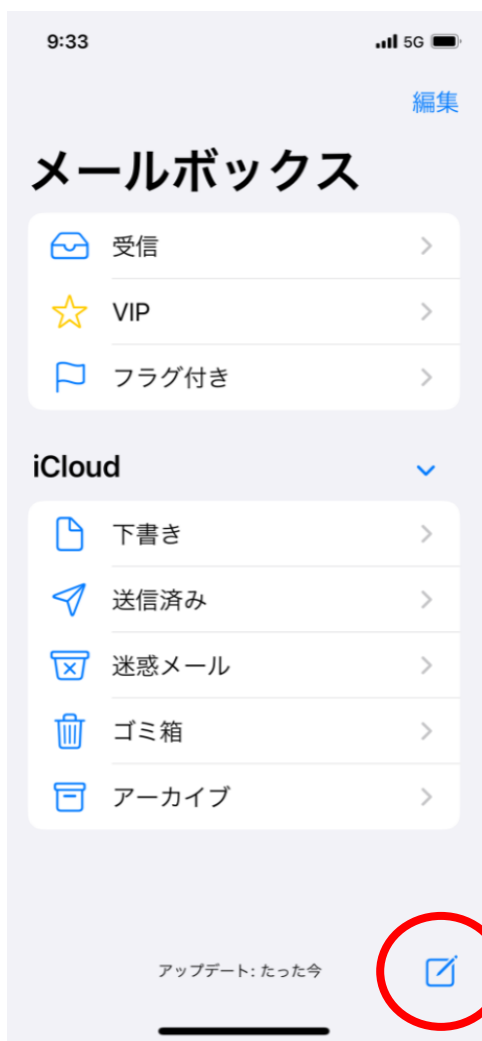 9:33
5G
編集
メールボックス
受信
VIP
フラグ付き
iCloud
下書き
送信済み
迷惑メール
ゴミ箱
アーカイブ
アップデート: たった今